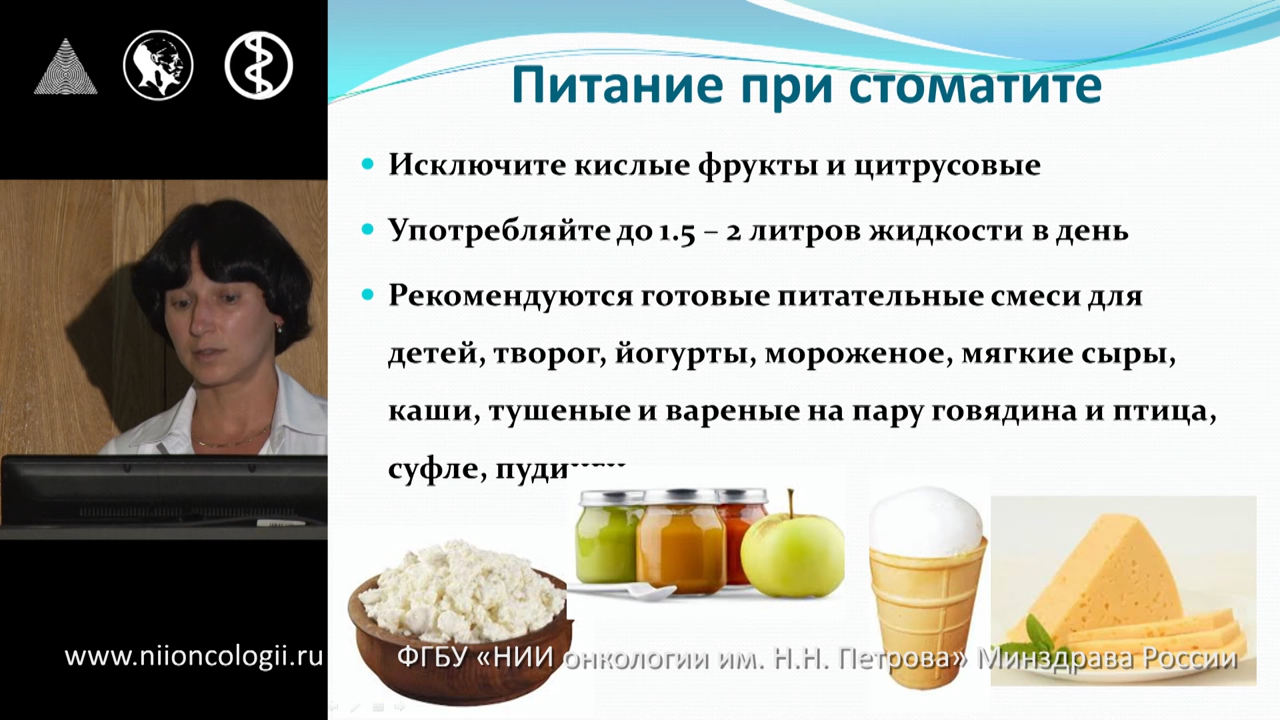 Питание при стоматите
Исключите кислые фрукты и цитрусовые
Употребляйте до 1.5 – 2 литров жидкости в день
Рекомендуются готовые питательные смеси для
детей, творог, йогурты, мороженое, мягкие сыры,
каши, тушеные и вареные на пару говядина и птица,
суфле,
www.niioncologii.ru
ФГБУ «НИИ онкологии им. Н.Н. Петрова» Минздрава России